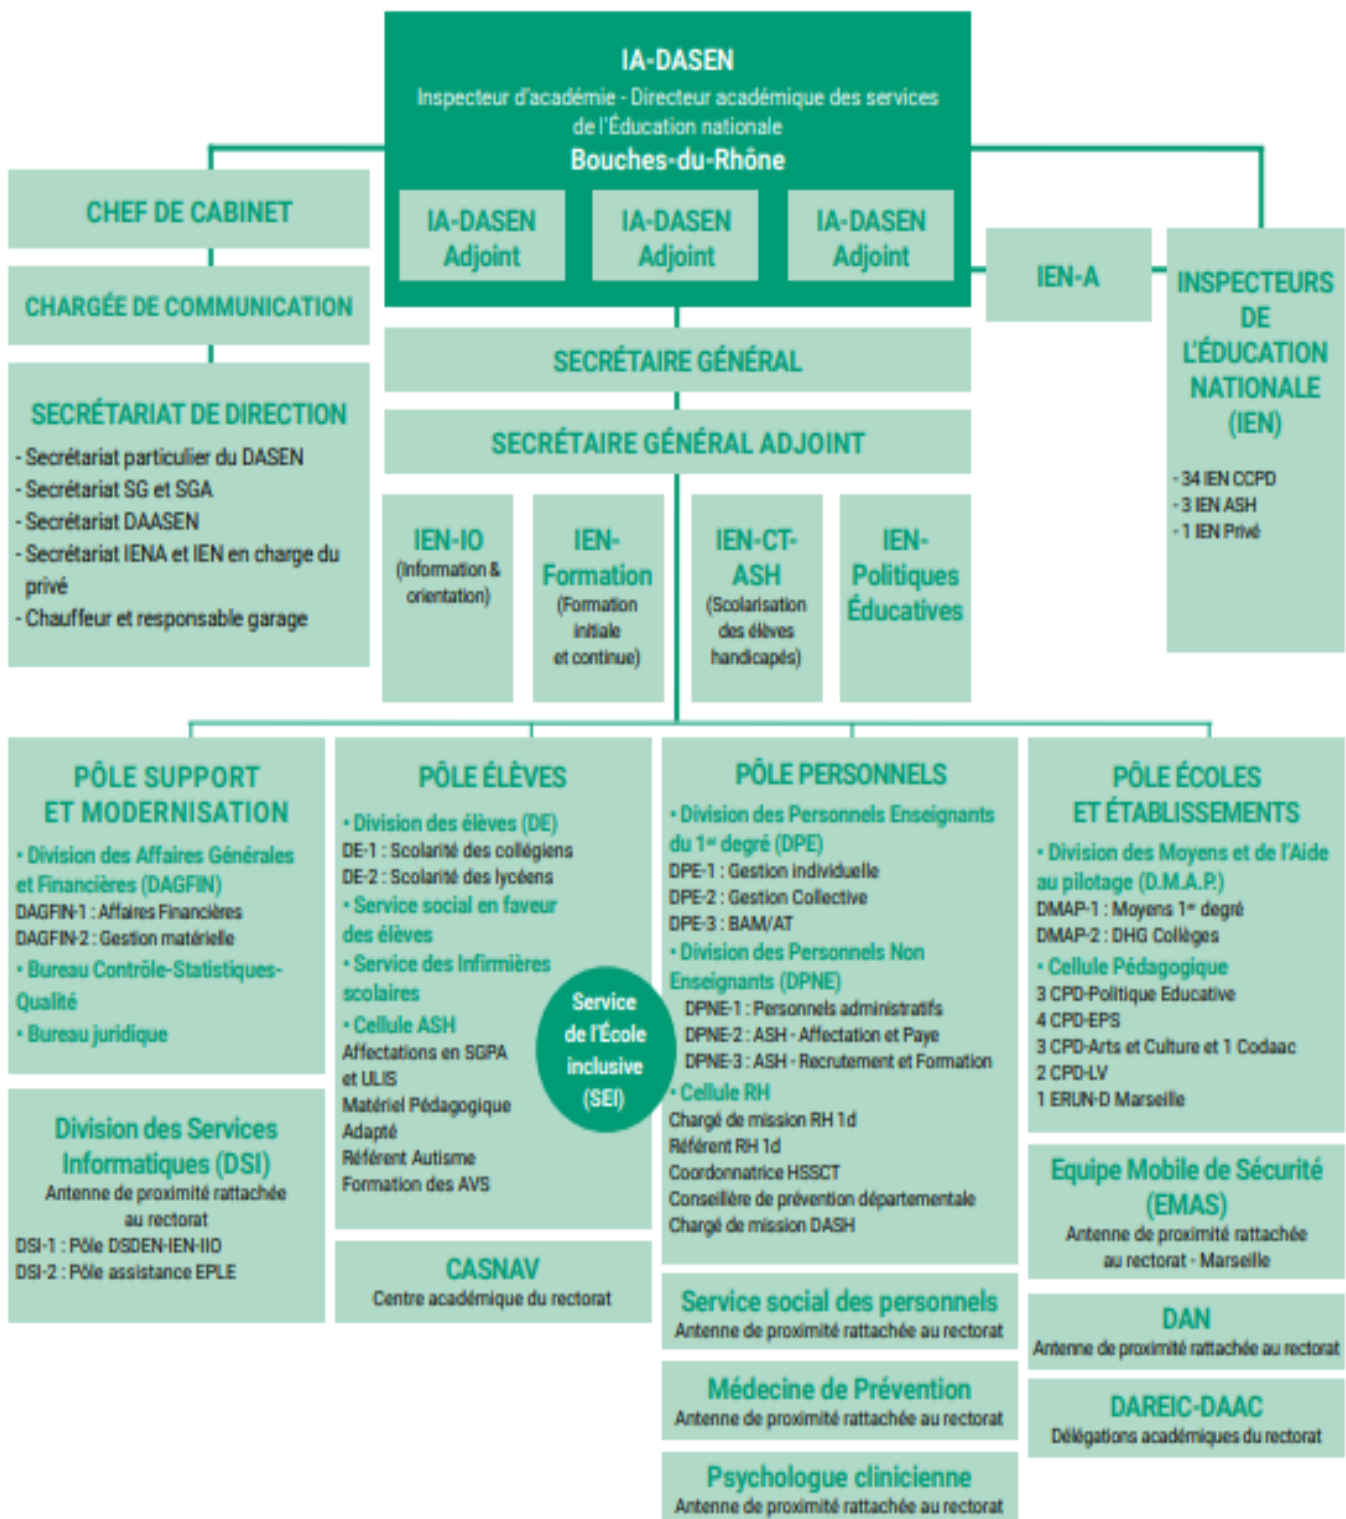 IA-DASEN
Inspecteur d'académie - Directeur académique des services
de l'Éducation nationale
Bouches-du-Rhône
IA-DASEN
Adjoint
IA-DASEN
Adjoint
IA-DASEN
Adjoint
CHEF DE CABINET
CHARGÉE DE COMMUNICATION
SECRÉTARIAT DE DIRECTION
- Secrétariat particulier du DASEN
- Secrétariat SG et SGA
- Secrétariat DAASEN
- Secrétariat IENA et IEN en charge du
privé
- Chauffeur et responsable garage
IEN-A
INSPECTEURS
DE
L'ÉDUCATION
NATIONALE
(IEN)
- 34 IEN CCPD
- 3 IEN ASH
- 1 IEN Privé
SECRÉTAIRE GÉNÉRAL
SECRÉTAIRE GÉNÉRAL ADJOINT
IEN-IO
(Information &
orientation)
IEN-
Formation
(Formation
initiale
et continue)
IEN-CT-
ASH
(Scolarisation
des élèves
handicapés)
IEN-
Politiques
Éducatives
PÔLE SUPPORT
ET MODERNISATION
• Division des Affaires Générales
et Financières (DAGFIN)
DAGFIN-1 : Affaires Financières
DAGFIN-2 : Gestion matérielle
• Bureau Contrôle-Statistiques-
Qualité
• Bureau juridique
Division des Services
Informatiques (DSI)
Antenne de proximité rattachée
au rectorat
DSI-1 : Pôle DSDEN-IEN-IIO
DSI-2 : Pôle assistance EPLE
PÔLE ÉLÈVES
• Division des élèves (DE)
DE-1 : Scolarité des collégiens
DE-2 : Scolarité des lycéens
• Service social en faveur
des élèves
• Service des Infirmières
scolaires
• Cellule ASH
Affectations en SGPA
et ULIS
Matériel Pédagogique
Adapté
Référent Autisme
Formation des AVS
Service
de l'École
inclusive
(SEI)
CASNAV
Centre académique du rectorat
PÔLE PERSONNELS
• Division des Personnels Enseignants
du 1er degré (DPE)
DPE-1 : Gestion individuelle
DPE-2 : Gestion Collective
DPE-3 : BAM/AT
• Division des Personnels Non
Enseignants (DPNE)
DPNE-1 : Personnels administratifs
DPNE-2 : ASH - Affectation et Paye
DPNE-3 : ASH - Recrutement et Formation
• Cellule RH
Chargé de mission RH 1d
Référent RH 1d
Coordonnatrice HSSCT
Conseillère de prévention départementale
Chargé de mission DASH
Service social des personnels
Antenne de proximité rattachée au rectorat
Médecine de Prévention
Antenne de proximité rattachée au rectorat
Psychologue clinicienne
Antenne de proximité rattachée au rectorat
PÔLE ÉCOLES
ET ÉTABLISSEMENTS
• Division des Moyens et de l'Aide
au pilotage (D.M.A.P.)
DMAP-1 : Moyens 1er degré
DMAP-2 : DHG Collèges
• Cellule Pédagogique
3 CPD-Politique Educative
4 CPD-EPS
3 CPD-Arts et Culture et 1 Codaac
2 CPD-LV
1 ERUN-D Marseille
Equipe Mobile de Sécurité
(EMAS)
Antenne de proximité rattachée
au rectorat - Marseille
DAN
Antenne de proximité rattachée au rectorat
DAREIC-DAAC
Délégations académiques du rectorat